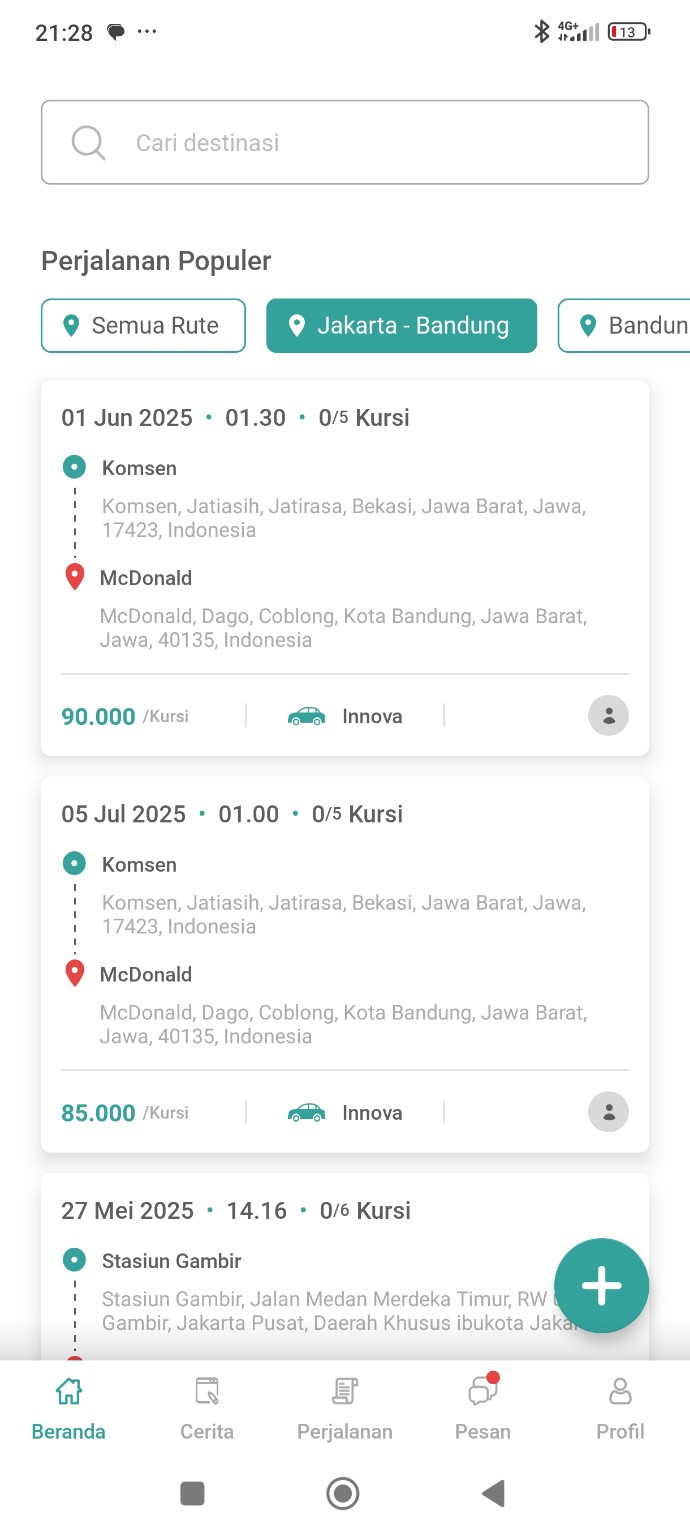 21:28
4G+
13
Cari destinasi
Perjalanan Populer
Semua Rute
Jakarta - Bandung
Bandun
01 Jun 2025 • 01.30 • 0/5 Kursi
Komsen
Komsen, Jatiasih, Jatirasa, Bekasi, Jawa Barat, Jawa,
17423, Indonesia
McDonald
McDonald, Dago, Coblong, Kota Bandung, Jawa Barat,
Jawa, 40135, Indonesia
90.000 /Kursi
Innova
05 Jul 2025 • 01.00 • 0/5 Kursi
Komsen
Komsen, Jatiasih, Jatirasa, Bekasi, Jawa Barat, Jawa,
17423, Indonesia
McDonald
McDonald, Dago, Coblong, Kota Bandung, Jawa Barat,
Jawa, 40135, Indonesia
85.000 /Kursi
Innova
27 Mei 2025 • 14.16 • 0/6 Kursi
Stasiun Gambir
Stasiun Gambir, Jalan Medan Merdeka Timur, RW
Gambir, Jakarta Pusat, Daerah Khusus ibukota Jaka
Beranda
Cerita
Perjalanan
Pesan
Profil